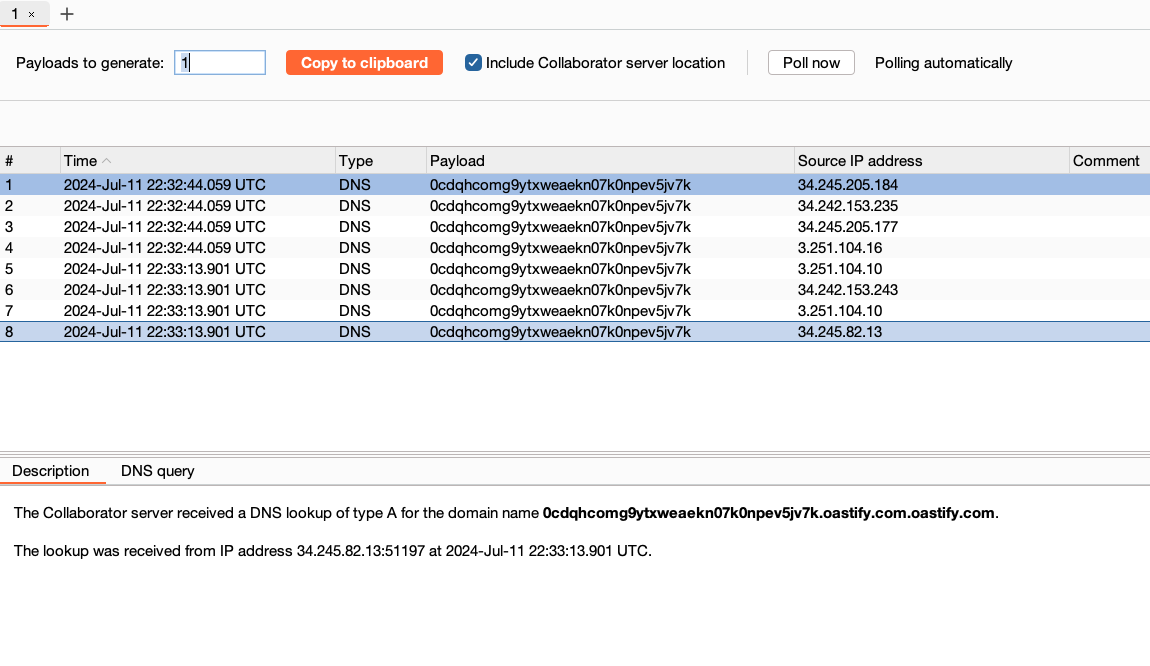 1 × +
Payloads to generate: 1 Copy to clipboard Include Collaborator server location Poll now Polling automatically
# Time Type Payload Source IP address Comment
1 2024-Jul-11 22:32:44.059 UTC DNS 0cdqhcomg9ytxweaekn07k0npev5jv7k 34.245.205.184
2 2024-Jul-11 22:32:44.059 UTC DNS 0cdqhcomg9ytxweaekn07k0npev5jv7k 34.242.153.235
3 2024-Jul-11 22:32:44.059 UTC DNS 0cdqhcomg9ytxweaekn07k0npev5jv7k 34.245.205.177
4 2024-Jul-11 22:32:44.059 UTC DNS 0cdqhcomg9ytxweaekn07k0npev5jv7k 3.251.104.16
5 2024-Jul-11 22:33:13.901 UTC DNS 0cdqhcomg9ytxweaekn07k0npev5jv7k 3.251.104.10
6 2024-Jul-11 22:33:13.901 UTC DNS 0cdqhcomg9ytxweaekn07k0npev5jv7k 34.242.153.243
7 2024-Jul-11 22:33:13.901 UTC DNS 0cdqhcomg9ytxweaekn07k0npev5jv7k 3.251.104.10
8 2024-Jul-11 22:33:13.901 UTC DNS 0cdqhcomg9ytxweaekn07k0npev5jv7k 34.245.82.13
Description DNS query
The Collaborator server received a DNS lookup of type A for the domain name 0cdqhcomg9ytxweaekn07k0npev5jv7k.oastify.com.oastify.com.
The lookup was received from IP address 34.245.82.13:51197 at 2024-Jul-11 22:33:13.901 UTC.